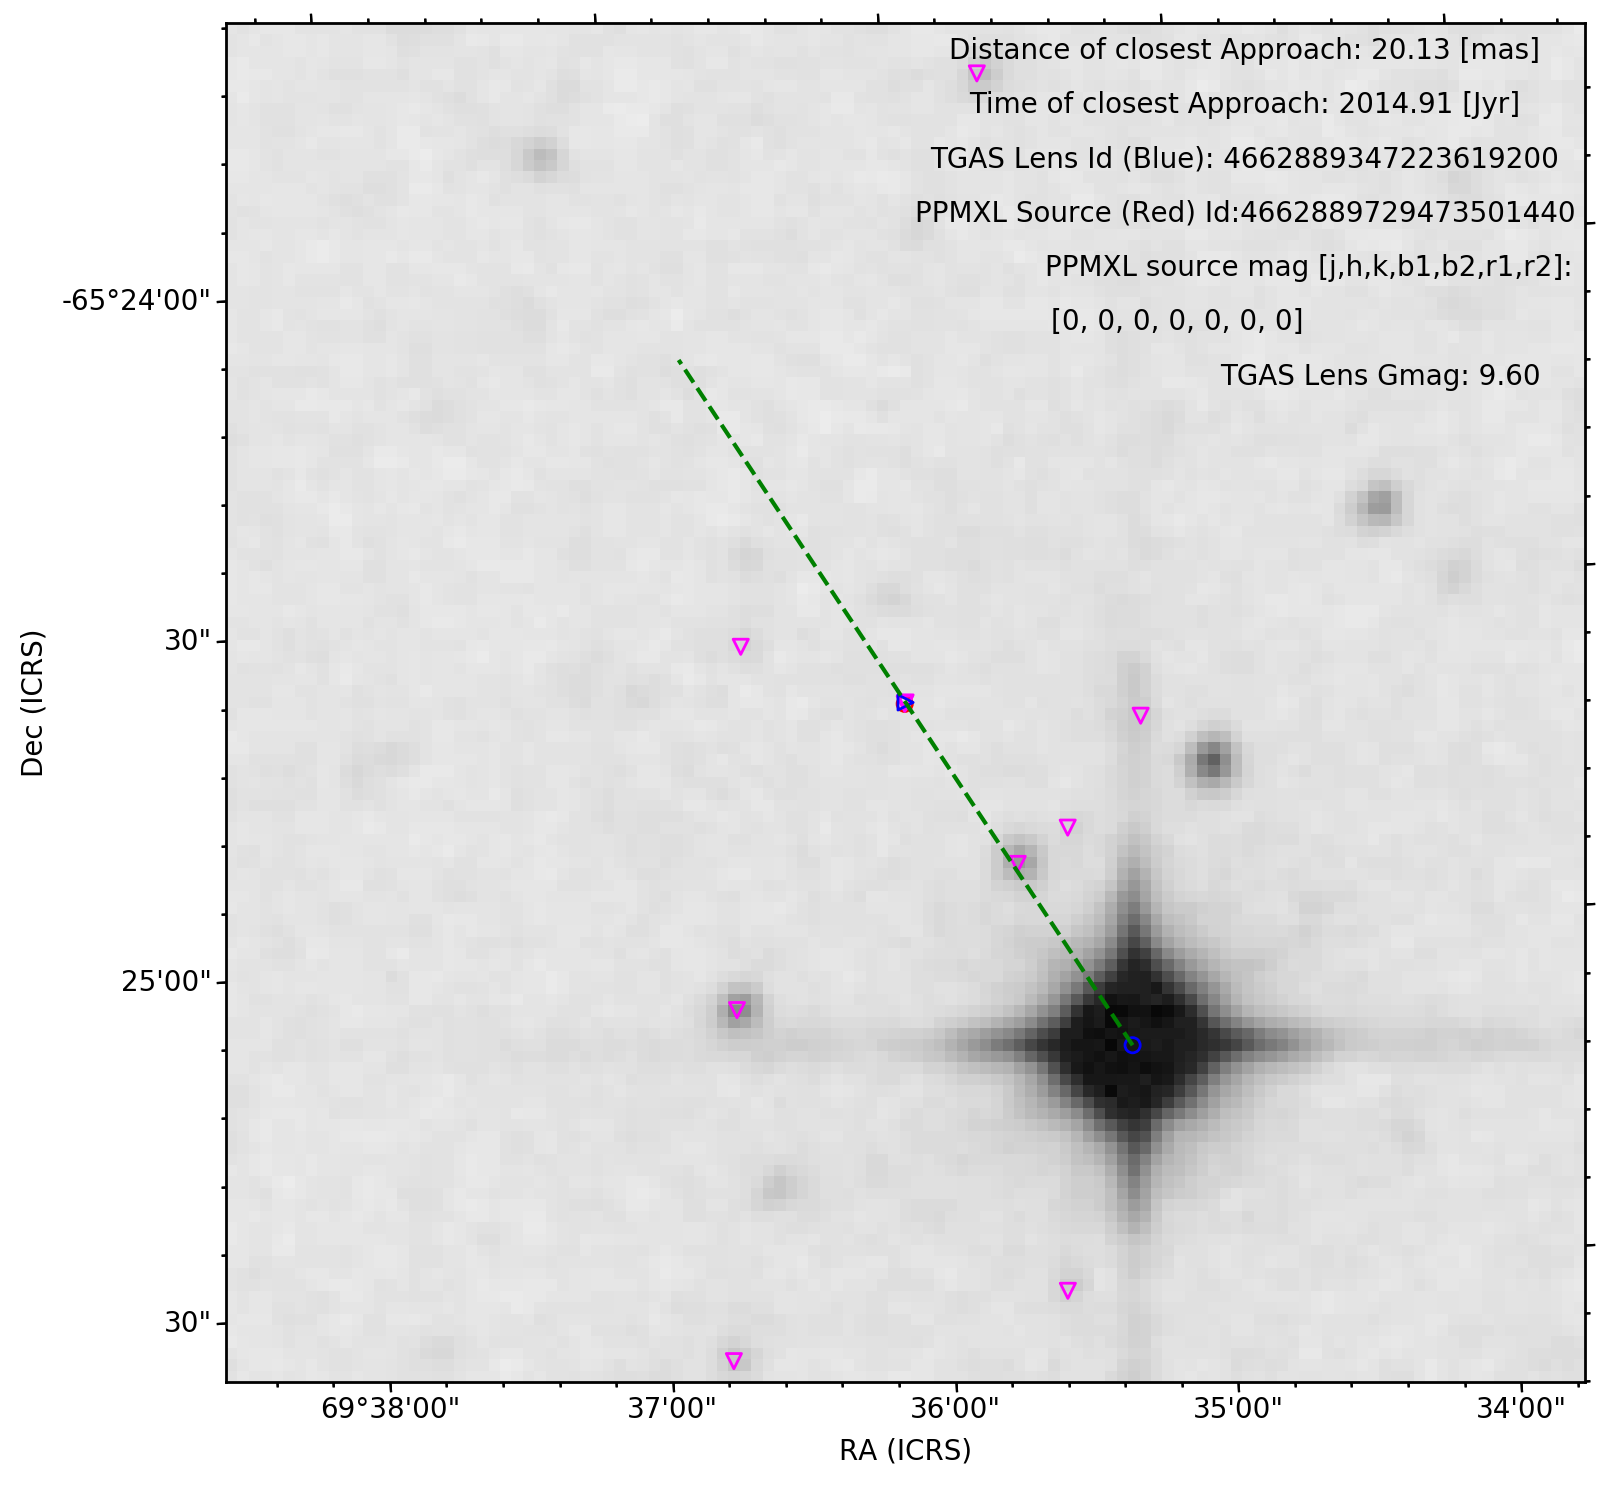 Distance of closest Approach: 20.13 [mas]
Time of closest Approach: 2014.91 [Jyr]
TGAS Lens Id (Blue): 4662889347223619200
PPMXL Source (Red) Id:4662889729473501440
PPMXL source mag [j,h,k,b1,b2,r1,r2]:
[0, 0, 0, 0, 0, 0, 0]
TGAS Lens Gmag: 9.60
-65°24'00"
30"
25'00"
30"
Dec (ICRS)
69°38'00" 37'00" 36'00" 35'00" 34'00"
RA (ICRS)